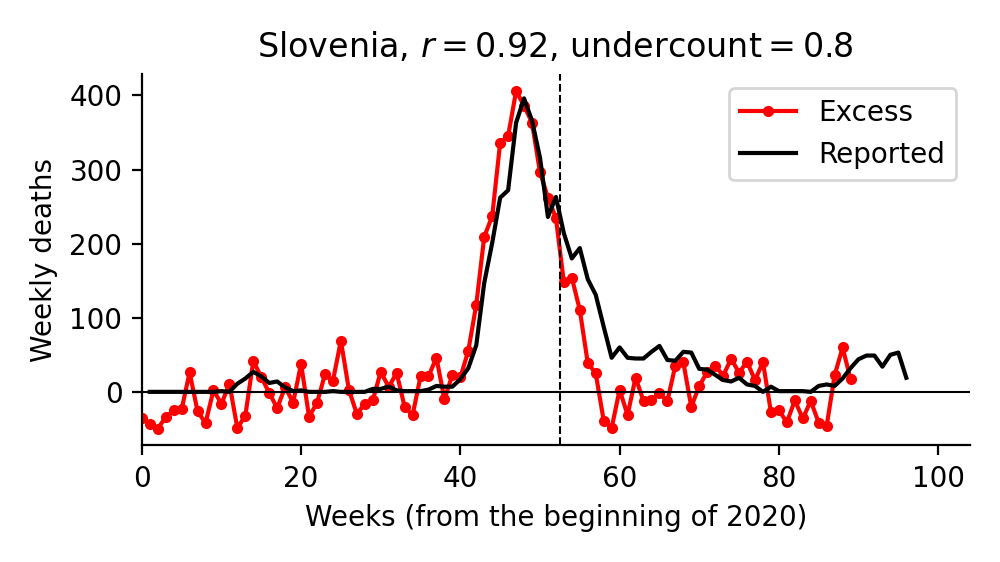 Slovenia, r = 0.92, undercount = 0.8
Weekly deaths
400
300
200
100
0
Excess
Reported
0 20 40 60 80 100
Weeks (from the beginning of 2020)